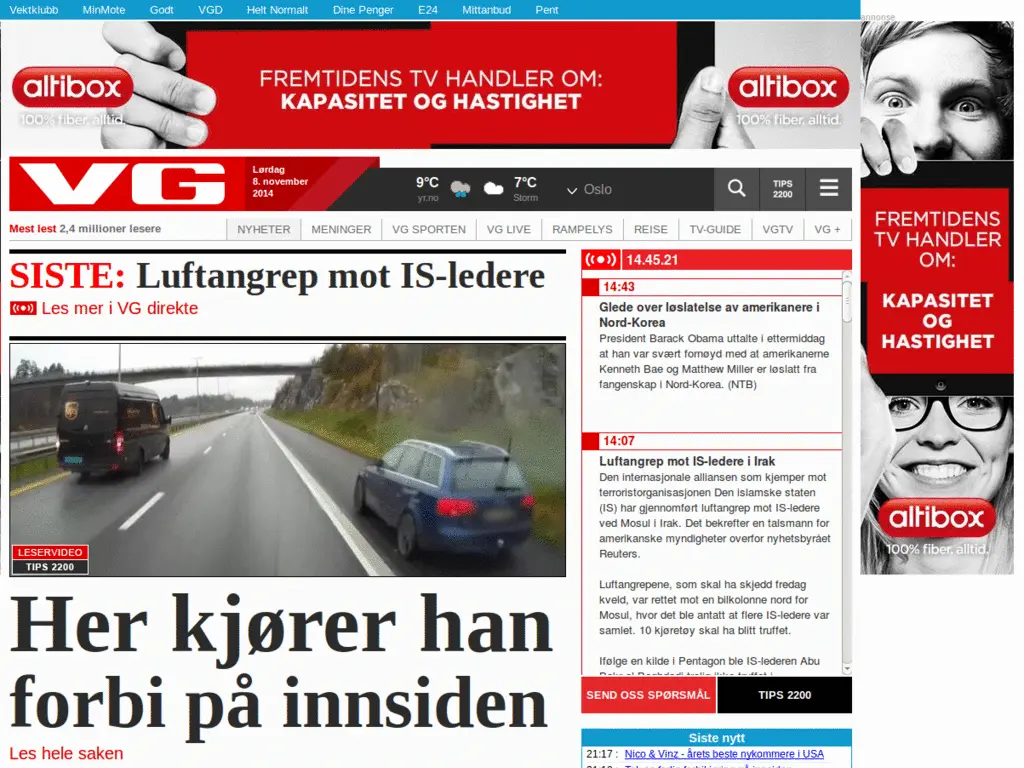 Vektklubb MinMote Godt VGD Helt Normalt Dine Penger E24 Mittanbud Pent
annonse
altibox
100% fiber. alltid.
FREMTIDENS TV HANDLER OM:
KAPASITET OG HASTIGHET
altibox
100% fiber. alltid.
VG
Lørdag
8. november
2014
9°C
yr.no
7°C
Storm
Oslo
TIPS
2200
Mest lest 2,4 millioner lesere
NYHETER MENINGER VG SPORTEN VG LIVE RAMPELYS REISE TV-GUIDE VGTV VG +
SISTE: Luftangrep mot IS-ledere
Les mer i VG direkte
LESERVIDEO
TIPS 2200
Her kjører han
forbi på innsiden
Les hele saken
14.45.21
14:43
Glede over løslatelse av amerikanere i
Nord-Korea
President Barack Obama uttalte i ettermiddag
at han var svært fornøyd med at amerikanerne
Kenneth Bae og Matthew Miller er løslatt fra
fangenskap i Nord-Korea. (NTB)
14:07
Luftangrep mot IS-ledere i Irak
Den internasjonale alliansen som kjemper mot
terroristorganisasjonen Den islamske staten
(IS) har gjennomført luftangrep mot IS-ledere
ved Mosul i Irak. Det bekrefter en talsmann for
amerikanske myndigheter overfor nyhetsbyrået
Reuters.
Luftangrepene, som skal ha skjedd fredag
kveld, var rettet mot en bilkolonne nord for
Mosul, hvor det ble antatt at flere IS-ledere var
samlet. 10 kjøretøy skal ha blitt truffet.
Ifølge en kilde i Pentagon ble IS-lederen Abu
SEND OSS SPØRSMÅL
TIPS 2200
Siste nytt
21:17 : Nico & Vinz - årets beste nykommere i USA
FREMTIDENS
TV HANDLER
OM:
KAPASITET
OG
HASTIGHET
altibox
100% fiber. alltid.